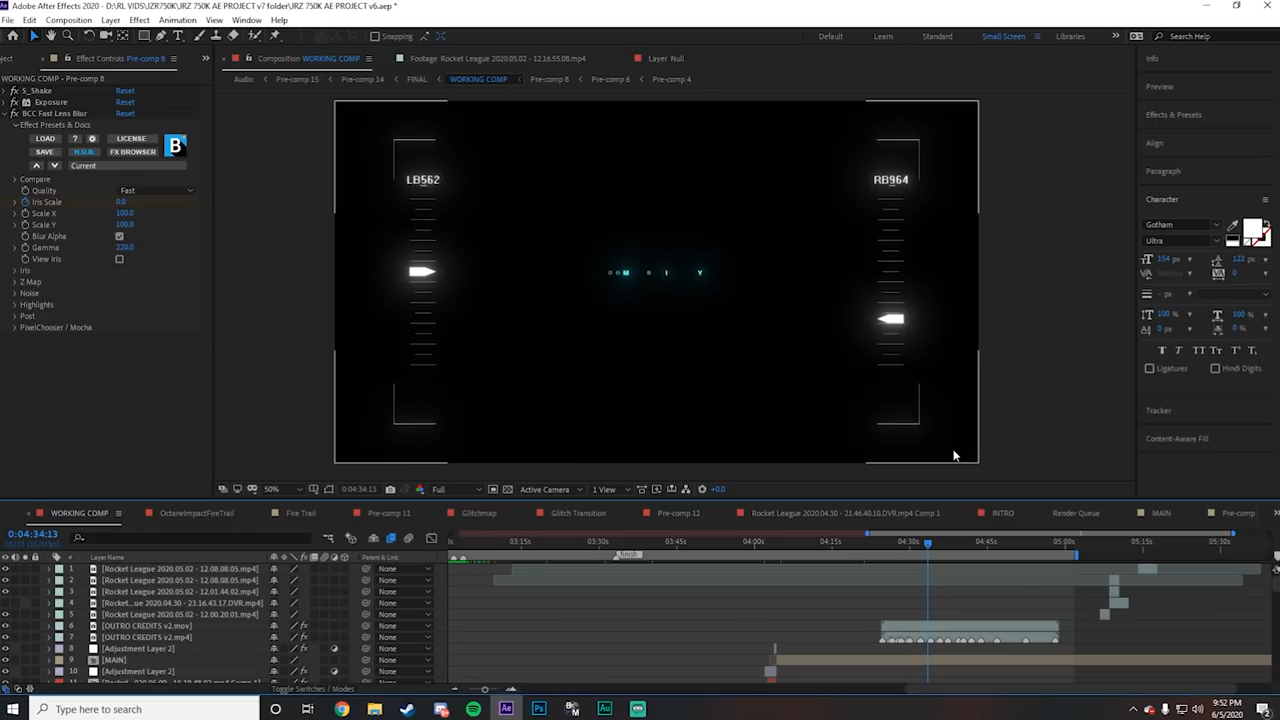 Adobe After Effects 2020 - D:\RL VIDS\JZR750K\JRZ 750K AE PROJECT v7 folder\JRZ 750K AE PROJECT v6.aep *
File Edit Composition Layer Effect Animation View Window Help
Snapping Default Learn Small Screen Standard Libraries Search Help
Effect Controls Pre-comp 8
WORKING COMP · Pre-comp 8
S_Shake Reset
Exposure Reset
BCC Fast Lens Blur Reset
Effect Presets & Docs
LOAD ? LICENSE
SAVE H.U.D. FX BROWSER
B
Current
Compare
Quality Fast
Iris Scale 0.0
Scale X 100.0
Scale Y 100.0
Blur Alpha
Gamma 220.0
View Iris
Iris
Z Map
Noise
Highlights
Post
PixelChooser / Mocha
Composition WORKING COMP Footage Rocket League 2020.05.02 - 12.16.55.08.mp4 Layer Null
Audio Pre-comp 15 Pre-comp 14 FINAL WORKING COMP Pre-comp 8 Pre-comp 6 Pre-comp 4
LB562
RB964
M I Y
50% 0:04:34:13 Full Active Camera 1 View +0.0
Info
Preview
Effects & Presets
Align
Paragraph
Character
Gotham
Ultra
154 px 122 px
0
- px
100 % 100 %
0 px 0 %
T T TT Tr
Ligatures Hindi Digits
Tracker
Content-Aware Fill
WORKING COMP OctaneImpactFireTrail Fire Trail Pre-comp 11 Glitchmap Glitch Transition Pre-comp 12 Rocket League 2020.04.30 - 21.46.40.10.DVR.mp4 Comp 1 INTRO Render Queue MAIN Pre-comp
0:04:34:13
# Layer Name Parent & Link
03:15s 03:30s 03:45s 04:00s 04:15s 04:30s 04:45s 05:00s 05:15s 05:30s
finish
1 [Rocket League 2020.05.02 - 12.08.08.05.mp4] None
2 [Rocket League 2020.05.02 - 12.08.08.05.mp4] None
3 [Rocket League 2020.05.02 - 12.01.44.02.mp4] None
4 [Rocket...ue 2020.04.30 - 23.16.43.17.DVR.mp4] None
5 [Rocket League 2020.05.02 - 12.00.20.01.mp4] None
6 [OUTRO CREDITS v2.mov] None
7 [OUTRO CREDITS v2.mp4] None
8 [Adjustment Layer 2] None
9 [MAIN] None
10 [Adjustment Layer 2] None
Toggle Switches / Modes
Type here to search
9:52 PM
6/5/2020